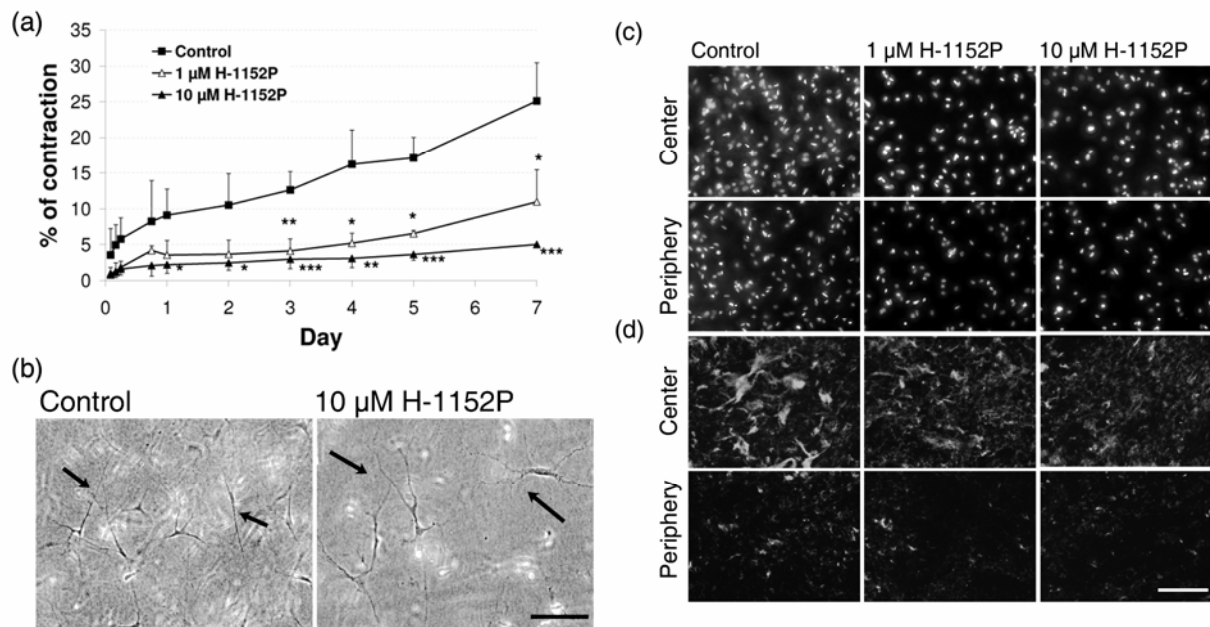 (a)
35
30
25
20
15
10
5
0
% of contraction
Control
1 μM H-1152P
10 μM H-1152P
**
*
*
*
*
*
***
**
***
***
0 1 2 3 4 5 6 7
Day
(b)
Control 10 μM H-1152P
(c)
Control 1 μM H-1152P 10 μM H-1152P
Center
Periphery
(d)
Center
Periphery